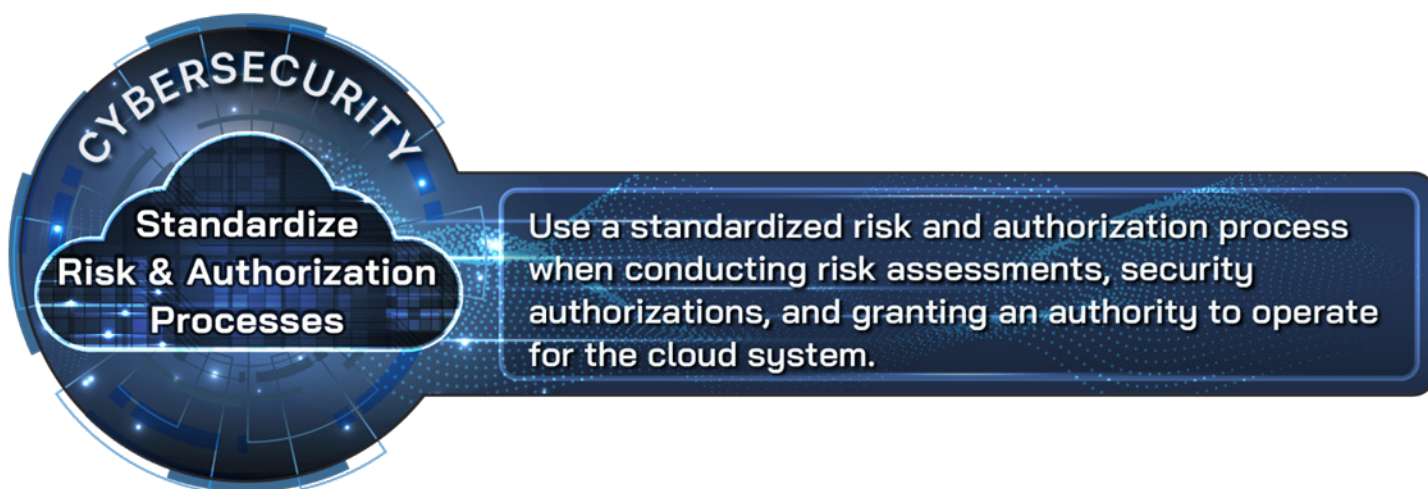 CYBERSECURITY
Standardize
Risk & Authorization
Processes
Use a standardized risk and authorization process
when conducting risk assessments, security
authorizations, and granting an authority to operate
for the cloud system.